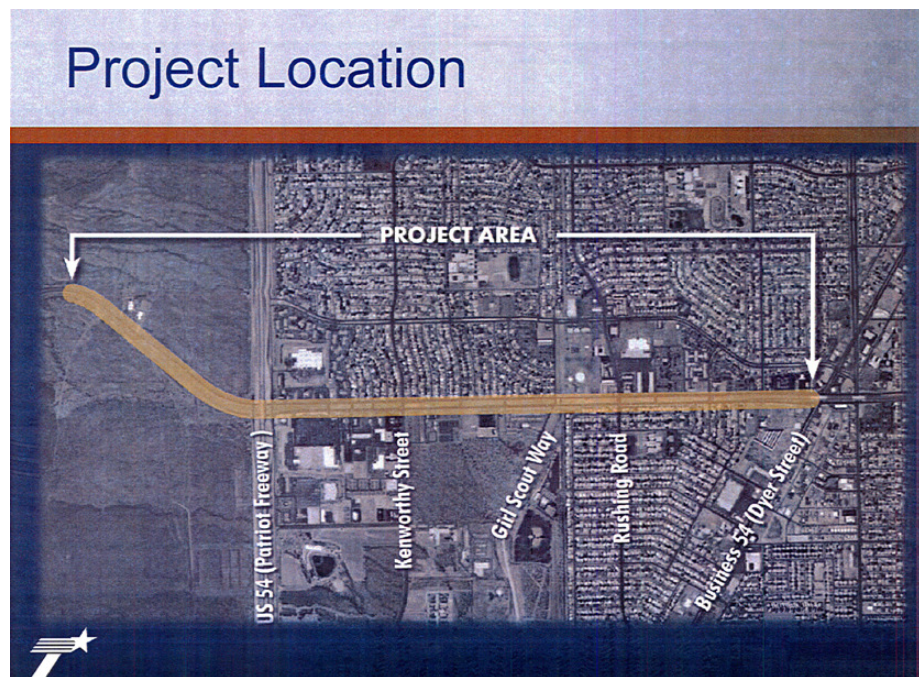 Project Location
PROJECT AREA
US 54 (Patriot Freeway )
Kenworthy Street
Girl Scout Way
Rushing Road
Business 54 (Dyer Street)